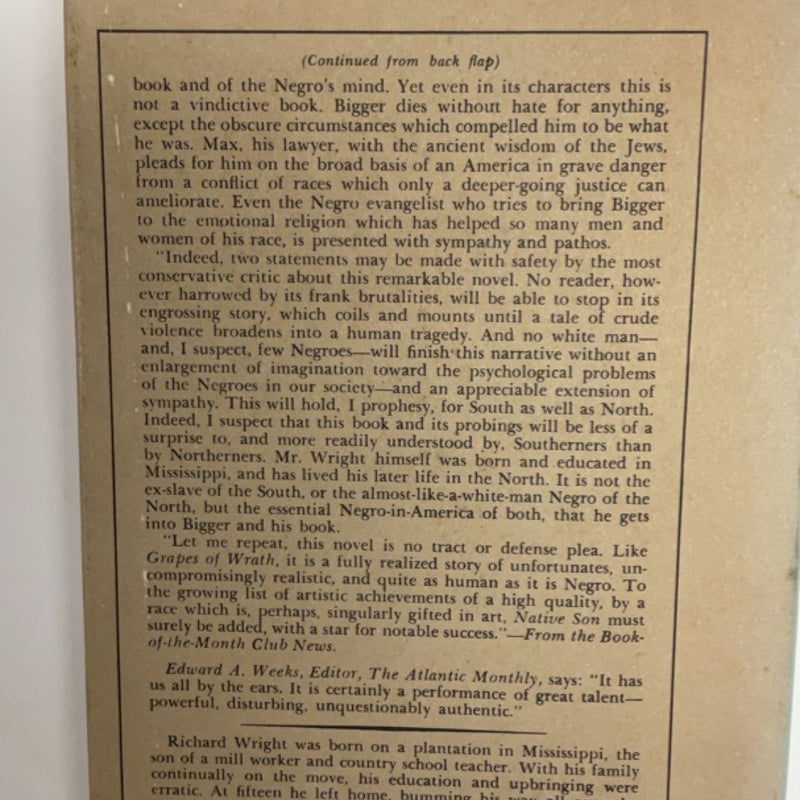 (Continued from back flap)
book and of the Negro's mind. Yet even in its characters this is
not a vindictive book. Bigger dies without hate for anything,
except the obscure circumstances which compelled him to be what
he was. Max, his lawyer, with the ancient wisdom of the Jews,
pleads for him on the broad basis of an America in grave danger
from a conflict of races which only a deeper-going justice can
ameliorate. Even the Negro evangelist who tries to bring Bigger
to the emotional religion which has helped so many men and
women of his race, is presented with sympathy and pathos.
"Indeed, two statements may be made with safety by the most
conservative critic about this remarkable novel. No reader, how-
ever harrowed by its frank brutalities, will be able to stop in its
engrossing story, which coils and mounts until a tale of crude
violence broadens into a human tragedy. And no white man—
and, I suspect, few Negroes—will finish this narrative without an
enlargement of imagination toward the psychological problems
of the Negroes in our society—and an appreciable extension of
sympathy. This will hold, I prophesy, for South as well as North.
Indeed, I suspect that this book and its probings will be less of a
surprise to, and more readily understood by, Southerners than
by Northerners. Mr. Wright himself was born and educated in
Mississippi, and has lived his later life in the North. It is not the
ex-slave of the South, or the almost-like-a-white-man Negro of the
North, but the essential Negro-in-America of both, that he gets
into Bigger and his book.
"Let me repeat, this novel is no tract or defense plea. Like
Grapes of Wrath, it is a fully realized story of unfortunates, un-
compromisingly realistic, and quite as human as it is Negro. To
the growing list of artistic achievements of a high quality, by a
race which is, perhaps, singularly gifted in art, Native Son must
surely be added, with a star for notable success."—From the Book-
of-the-Month Club News.
Edward A. Weeks, Editor, The Atlantic Monthly, says: "It has
us all by the ears. It is certainly a performance of great talent—
powerful, disturbing, unquestionably authentic."
Richard Wright was born on a plantation in Mississippi, the
son of a mill worker and country school teacher. With his family
continually on the move, his education and upbringing were
erratic. At fifteen he left home, bumming his way all